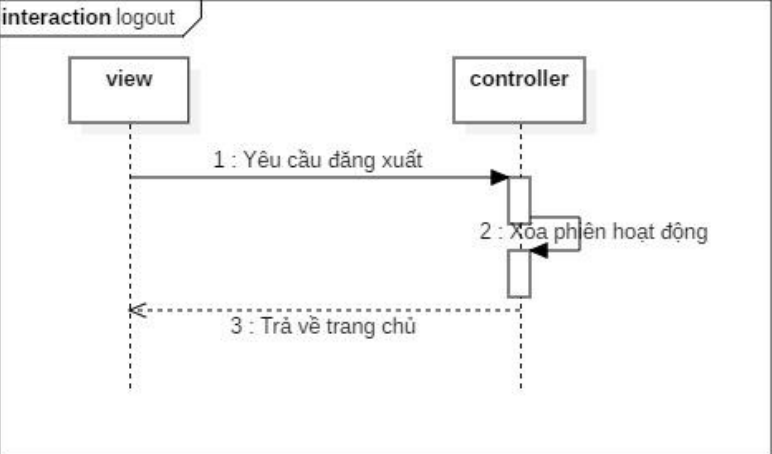 interaction logout
view
controller
1 : Yêu cầu đăng xuất
2 : Xóa phiên hoạt động
3 : Trả về trang chủ